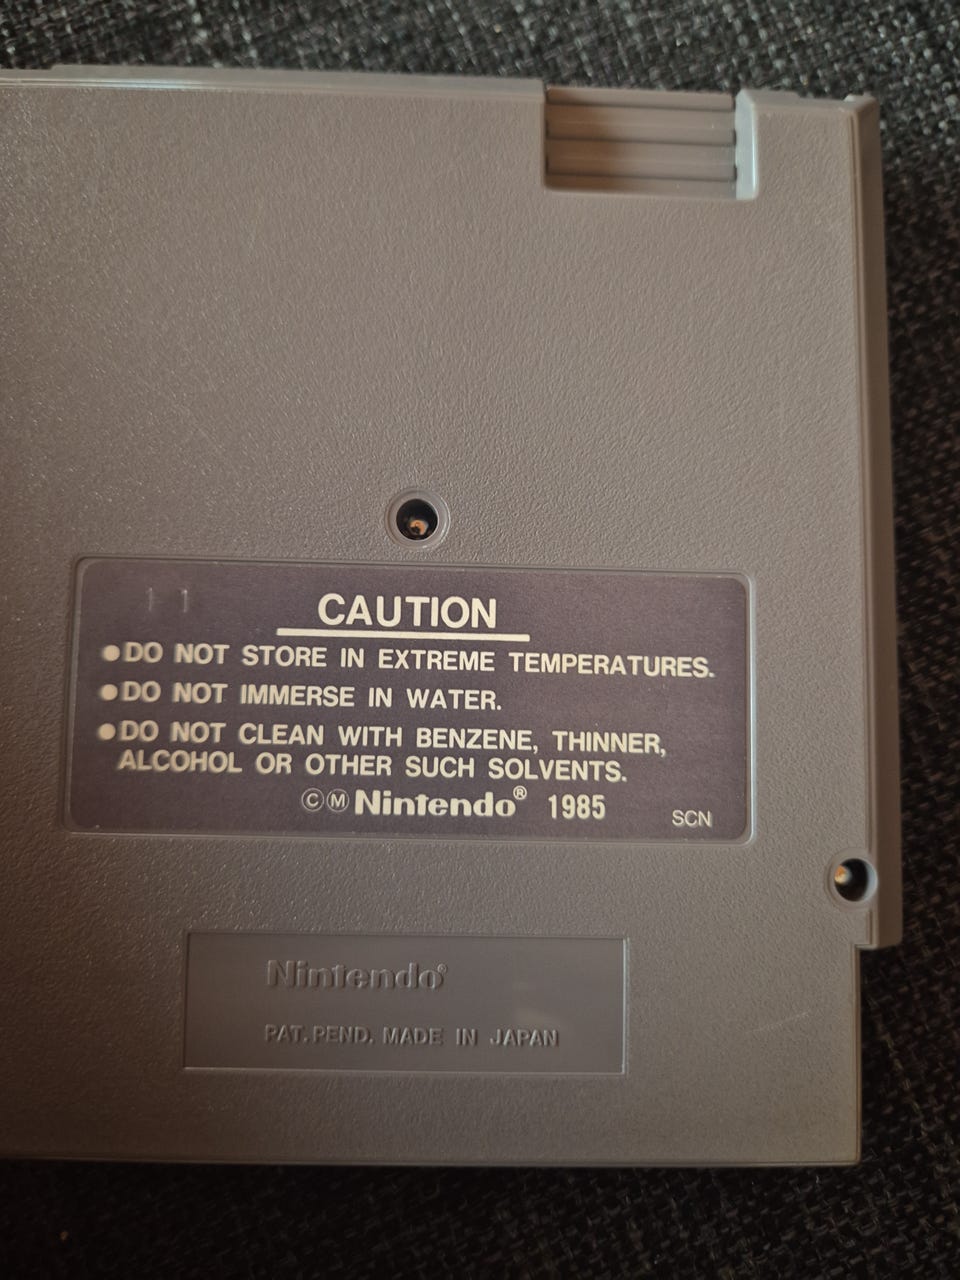 CAUTION
●DO NOT STORE IN EXTREME TEMPERATURES.
●DO NOT IMMERSE IN WATER.
●DO NOT CLEAN WITH BENZENE, THINNER,
ALCOHOL OR OTHER SUCH SOLVENTS.
ⒸⓂNintendo® 1985 SCN
Nintendo®
PAT. PEND. MADE IN JAPAN